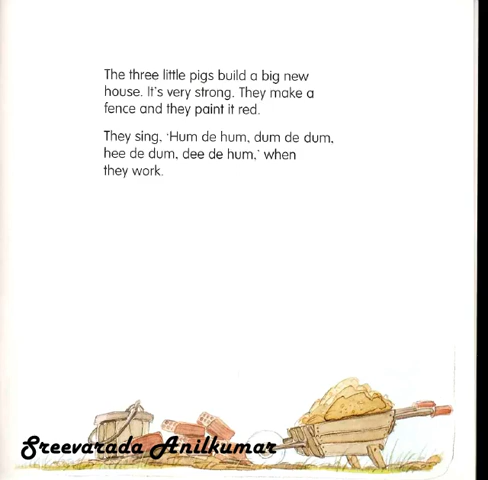 The three little pigs build a big new
house. It's very strong. They make a
fence and they paint it red.
They sing, 'Hum de hum, dum de dum,
hee de dum, dee de hum,' when
they work.
Sreevarada Anilkumar